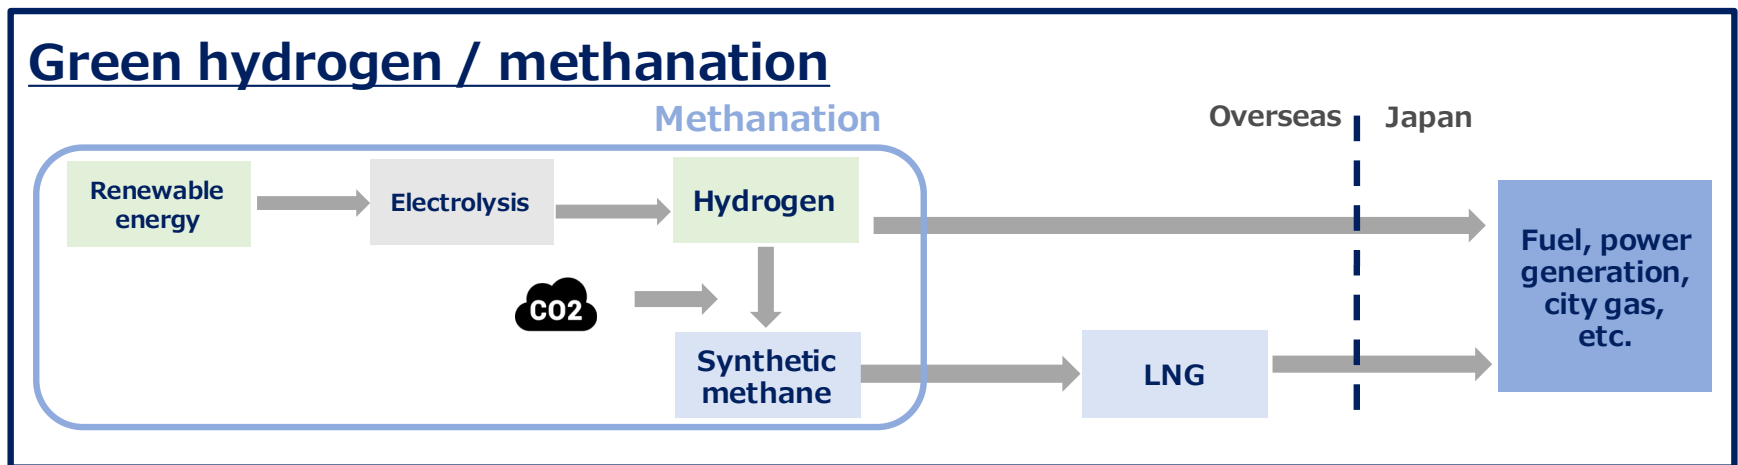 Green hydrogen / methanation
Methanation
Overseas
Japan
Renewable
energy
Electrolysis
Hydrogen
CO2
Synthetic
methane
LNG
Fuel, power
generation,
city gas,
etc.